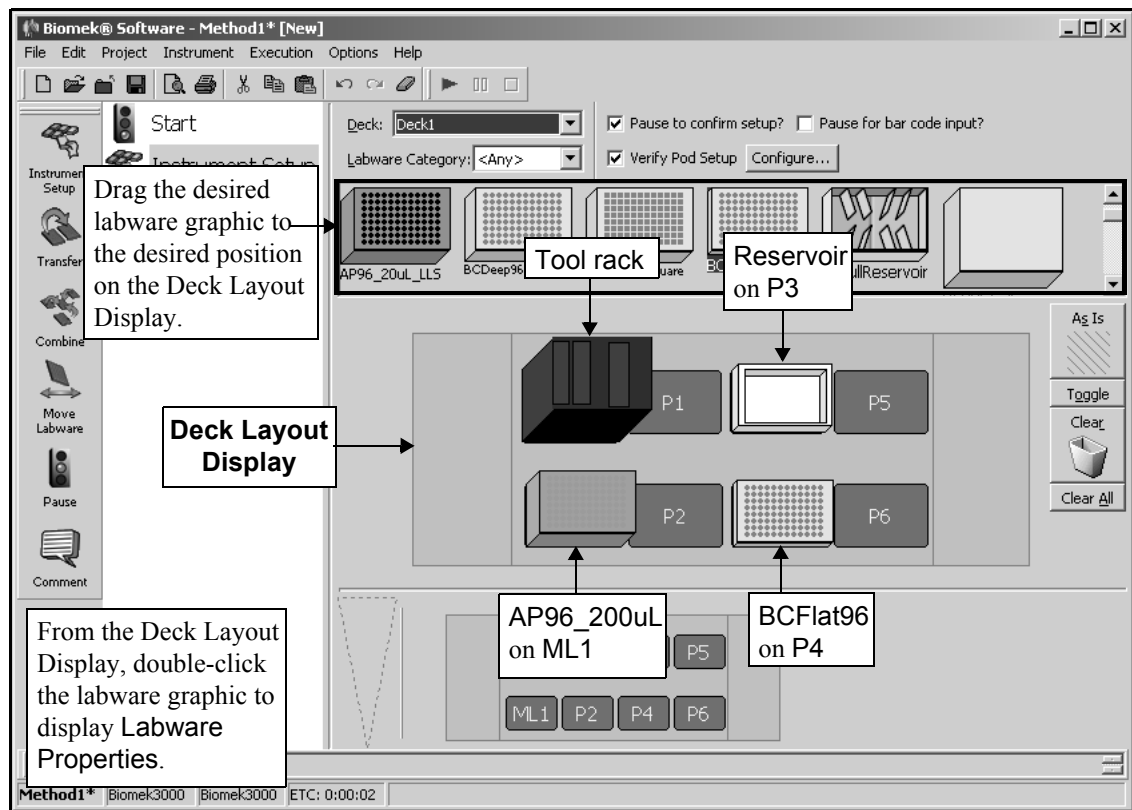 Biomek® Software - Method1* [New]
File Edit Project Instrument Execution Options Help
Start
Instrument Setup
Instrument
Setup
Transfer
Combine
Move
Labware
Pause
Comment
Deck: Deck1
Pause to confirm setup? Pause for bar code input?
Labware Category: <Any>
Verify Pod Setup Configure...
Drag the desired
labware graphic to
the desired position
on the Deck Layout
Display.
AP96_20uL_LLS
BCDeep96
Tool rack
Reservoir
on P3
P1
P5
P2
P6
Deck Layout
Display
As Is
Toggle
Clear
Clear All
AP96_200uL
on ML1
BCFlat96
on P4
P5
ML1 P2 P4 P6
From the Deck Layout
Display, double-click
the labware graphic to
display Labware
Properties.
Method1* Biomek3000 Biomek3000 ETC: 0:00:02